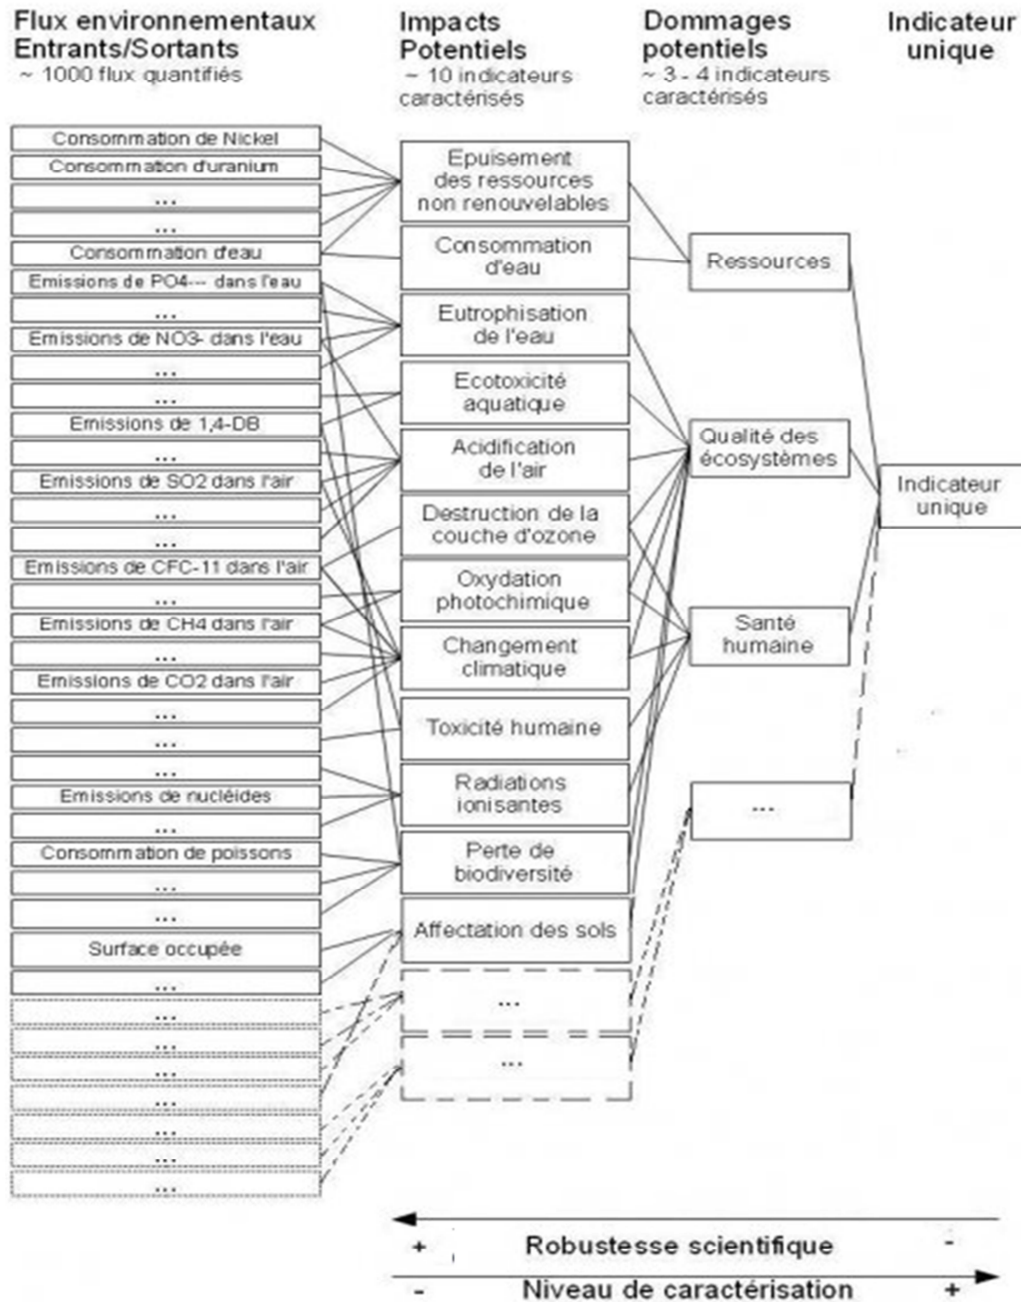 Flux environnementaux
Entrants/Sortants
~ 1000 flux quantifiés
Impacts
Potentiels
~ 10 indicateurs
caractérisés
Dommages
potentiels
~ 3 - 4 indicateurs
caractérisés
Indicateur
unique
Consommation de Nickel
Consommation d'uranium
...
...
Consommation d'eau
Emissions de PO4--- dans l'eau
...
Emissions de NO3- dans l'eau
...
...
Emissions de 1,4-DB
...
Emissions de SO2 dans l'air
...
...
Emissions de CFC-11 dans l'air
...
Emissions de CH4 dans l'air
...
Emissions de CO2 dans l'air
...
...
...
Emissions de nucléides
...
Consommation de poissons
...
...
Surface occupée
...
...
...
...
...
...
...
...
Epuisement
des ressources
non renouvelables
Consommation
d'eau
Eutrophisation
de l'eau
Ecotoxicité
aquatique
Acidification
de l'air
Destruction de la
couche d'ozone
Oxydation
photochimique
Changement
climatique
Toxicité humaine
Radiations
ionisantes
Perte de
biodiversité
Affectation des sols
...
...
Ressources
Qualité des
écosystèmes
Santé
humaine
...
Indicateur
unique
+ Robustesse scientifique -
- Niveau de caractérisation +